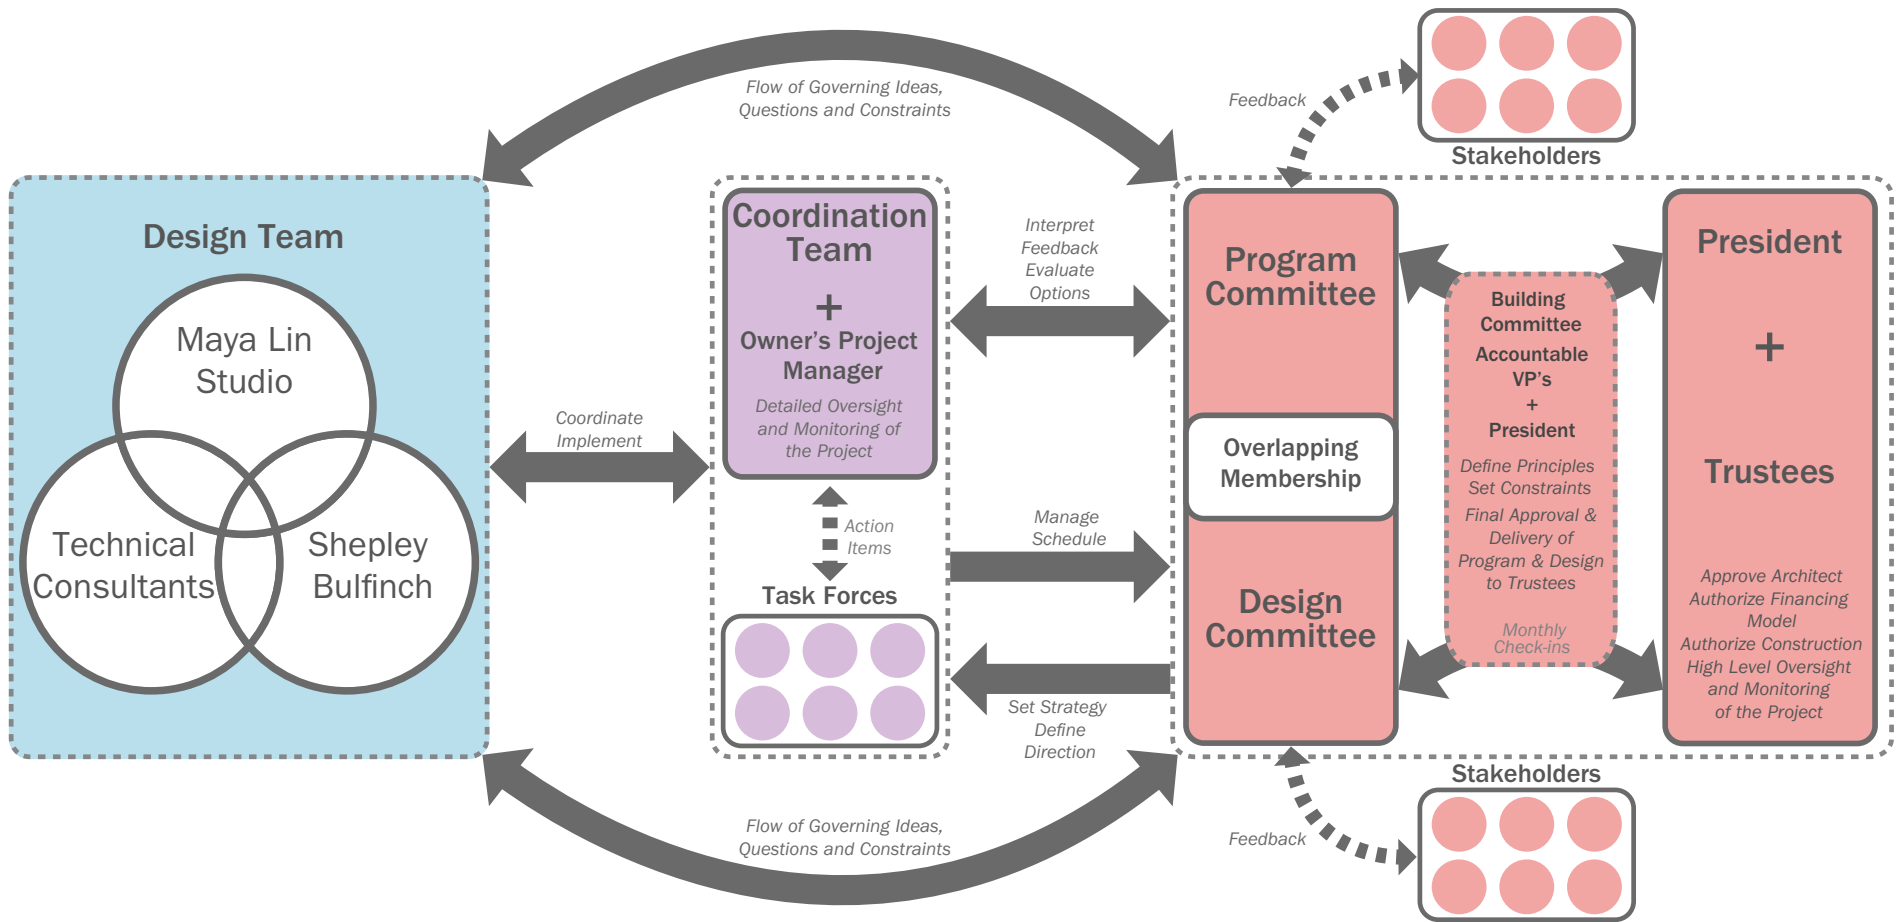 Flow of Governing Ideas,
Questions and Constraints
Feedback
Stakeholders
Design Team
Maya Lin
Studio
Technical
Consultants
Shepley
Bulfinch
Coordinate
Implement
Coordination
Team
+
Owner's Project
Manager
Detailed Oversight
and Monitoring of
the Project
Action
Items
Task Forces
Interpret
Feedback
Evaluate
Options
Manage
Schedule
Set Strategy
Define
Direction
Program
Committee
Overlapping
Membership
Design
Committee
Building
Committee
Accountable
VP's
+
President
Define Principles
Set Constraints
Final Approval &
Delivery of
Program & Design
to Trustees
Monthly
Check-ins
President
+
Trustees
Approve Architect
Authorize Financing
Model
Authorize Construction
High Level Oversight
and Monitoring
of the Project
Flow of Governing Ideas,
Questions and Constraints
Feedback
Stakeholders